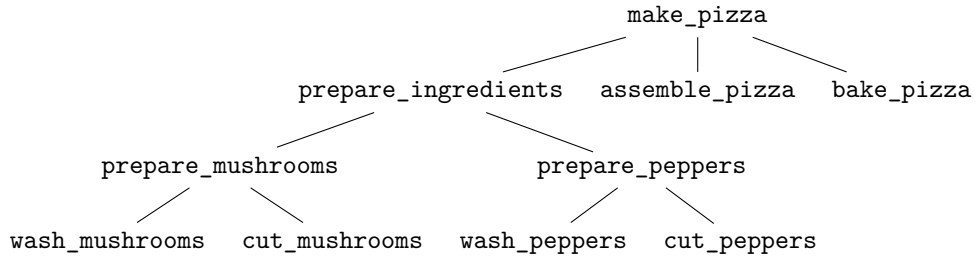 make_pizza
prepare_ingredients assemble_pizza bake_pizza
prepare_mushrooms prepare_peppers
wash_mushrooms cut_mushrooms wash_peppers cut_peppers